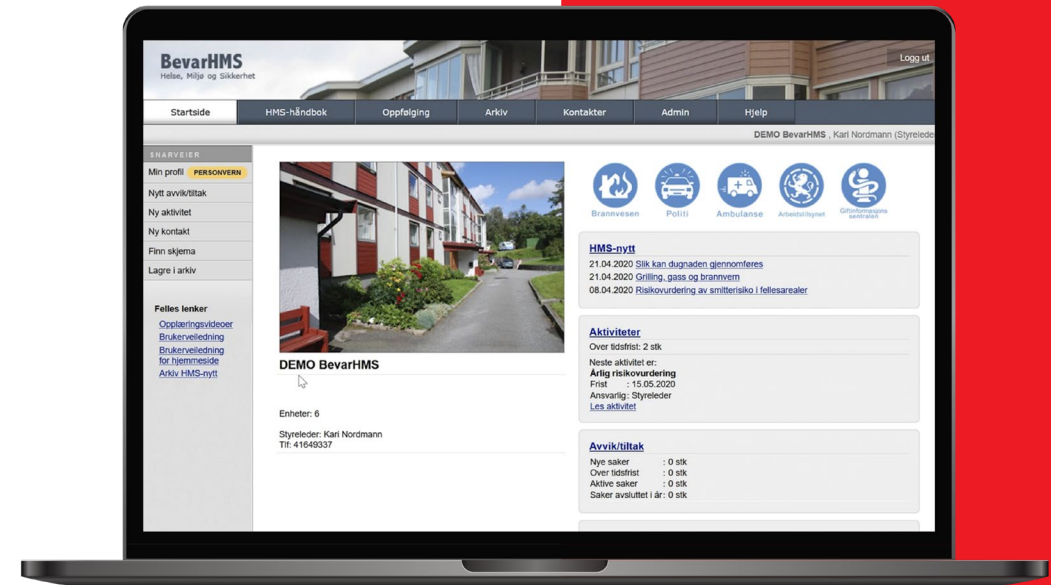 BevarHMS
Helse, Miljø og Sikkerhet
Logg ut
Startside
HMS-håndbok
Oppfølging
Arkiv
Kontakter
Admin
Hjelp
DEMO BevarHMS , Kari Nordmann (Styrelede
SNARVEIER
Min profil PERSONVERN
Nytt avvik/tiltak
Ny aktivitet
Ny kontakt
Finn skjema
Lagre i arkiv
Felles lenker
Opplæringsvideoer
Brukerveiledning
Brukerveiledning
for hjemmeside
Arkiv HMS-nytt
DEMO BevarHMS
Enheter: 6
Styreleder: Kari Nordmann
Tlf: 41649337
Brannvesen
Politi
Ambulanse
Arbeidstilsynet
Giftinformasjons
sentralen
HMS-nytt
21.04.2020 Slik kan dugnaden gjennomføres
21.04.2020 Grilling, gass og brannvern
08.04.2020 Risikovurdering av smitterisiko i fellesarealer
Aktiviteter
Over tidsfrist: 2 stk
Neste aktivitet er:
Årlig risikovurdering
Frist : 15.05.2020
Ansvarlig: Styreleder
Les aktivitet
Avvik/tiltak
Nye saker : 0 stk
Over tidsfrist : 0 stk
Aktive saker : 0 stk
Saker avsluttet i år: 0 stk